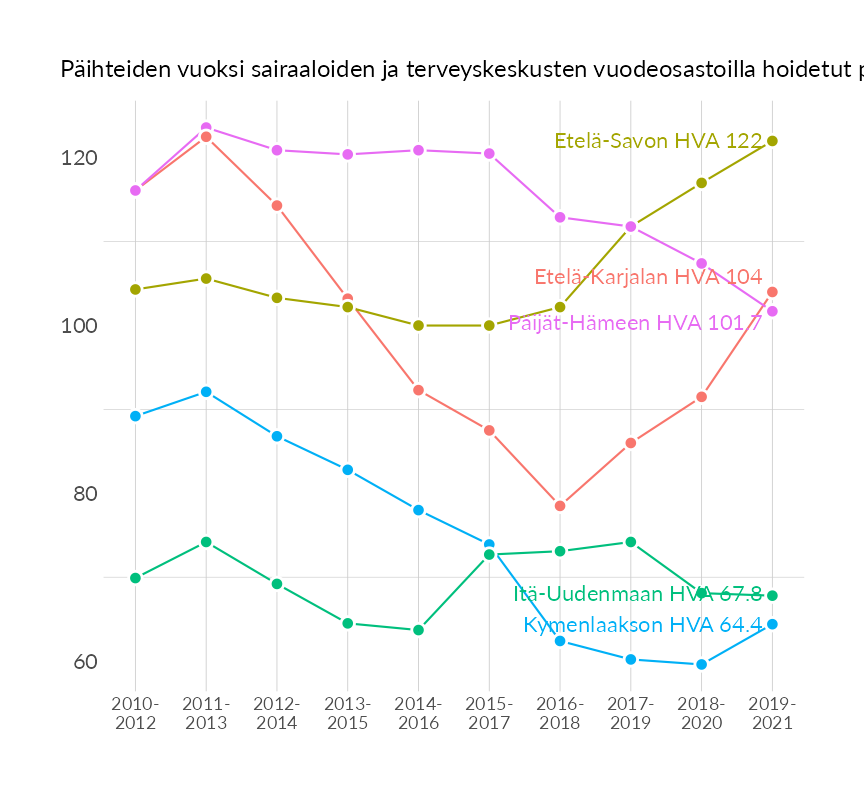 Päihteiden vuoksi sairaaloiden ja terveyskeskusten vuodeosastoilla hoidetut
120
100
80
60
Etelä-Savon HVA 122
Etelä-Karjalan HVA 104
Päijät-Hämeen HVA 101.7
Itä-Uudenmaan HVA 67.8
Kymenlaakson HVA 64.4
2010- 2011- 2012- 2013- 2014- 2015- 2016- 2017- 2018- 2019-
2012 2013 2014 2015 2016 2017 2018 2019 2020 2021